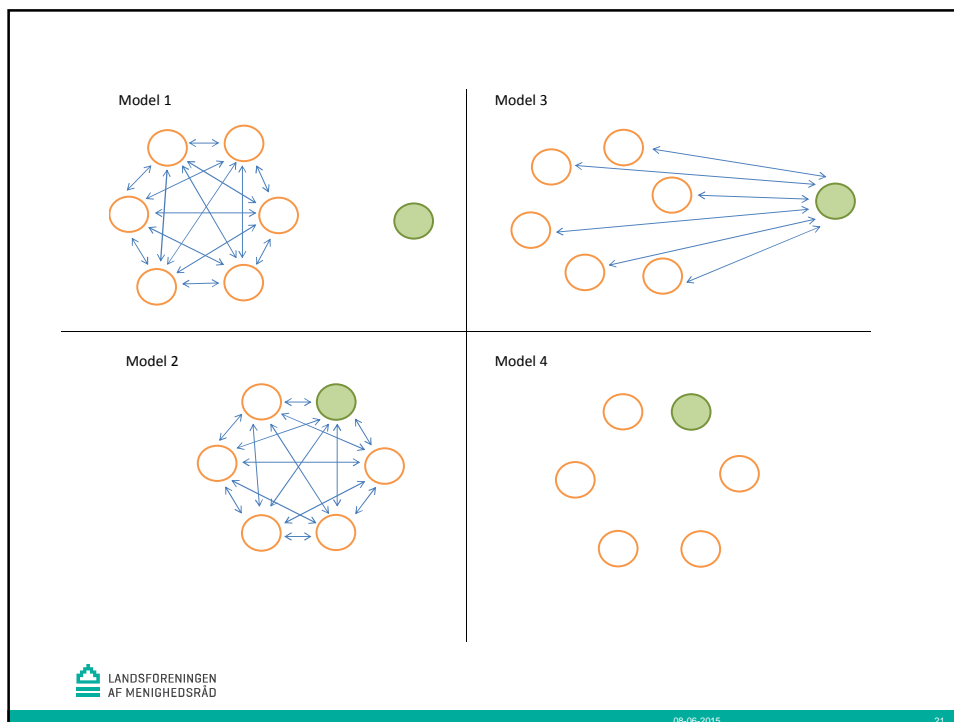 Model 1
Model 3
Model 2
Model 4
LANDSFORENINGEN
AF MENIGHEDSRÅD
08-06-2015
21